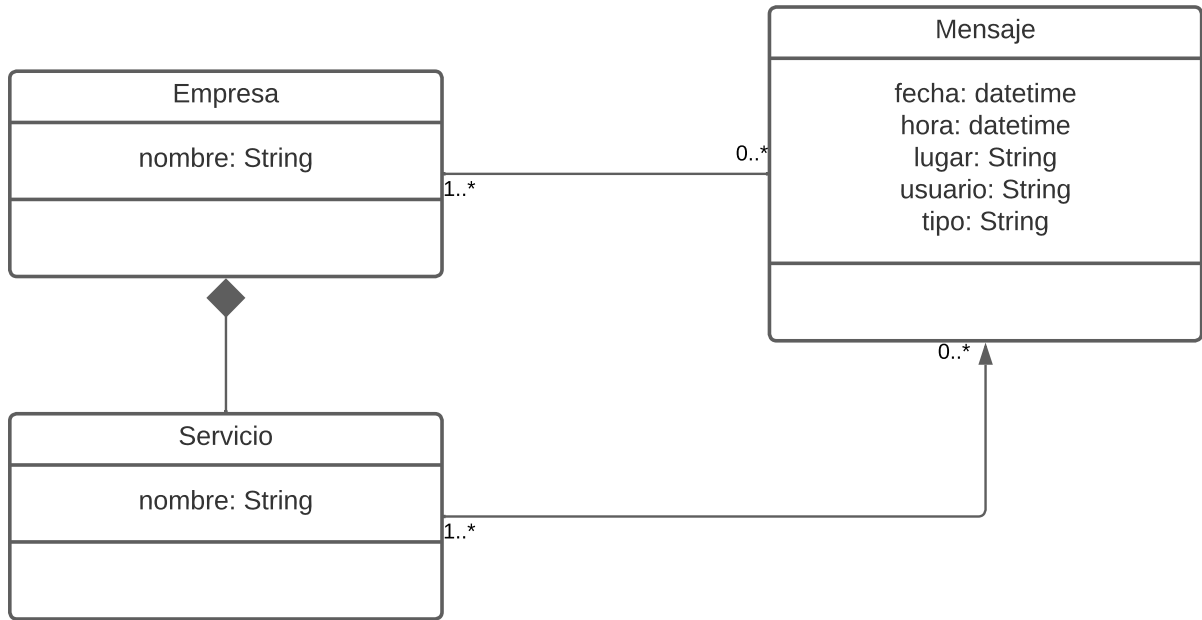 Mensaje
fecha: datetime
hora: datetime
lugar: String
usuario: String
tipo: String
Empresa
nombre: String
1..*
0..*
Servicio
nombre: String
1..*
0..*